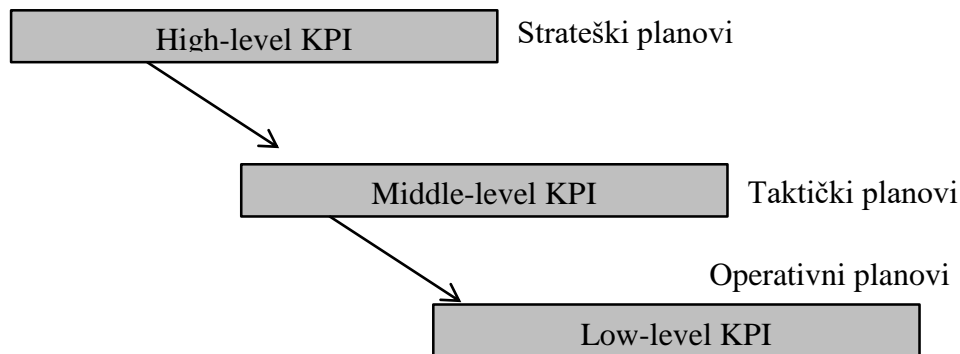 High-level KPI
Strateški planovi
Middle-level KPI
Taktički planovi
Operativni planovi
Low-level KPI